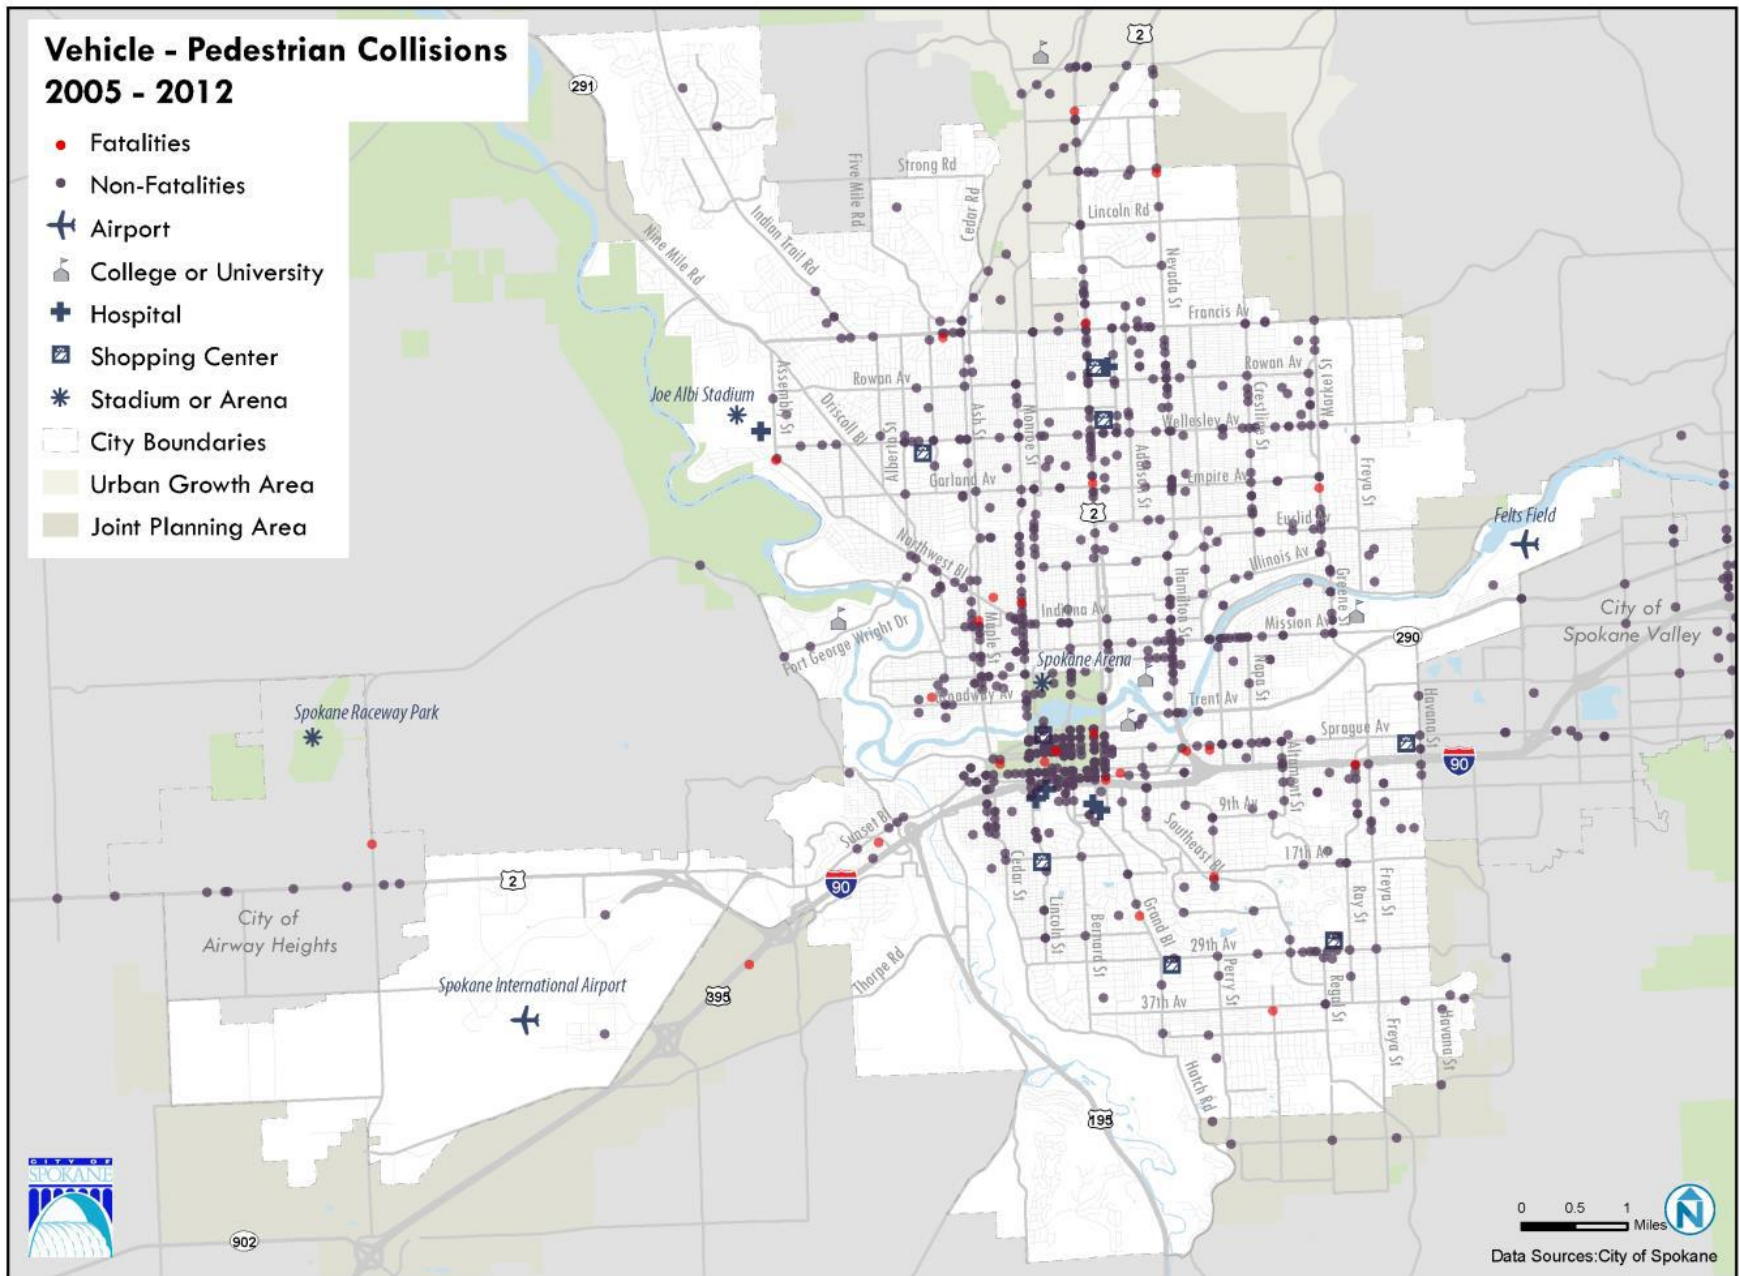 Vehicle - Pedestrian Collisions
2005 - 2012
Fatalities
Non-Fatalities
Airport
College or University
Hospital
Shopping Center
Stadium or Arena
City Boundaries
Urban Growth Area
Joint Planning Area
2
291
Strong Rd
Five Mile Rd
Cedar Rd
Lincoln Rd
Indian Trail Rd
Nine Mile Rd
Nevada St
Francis Av
Rowan Av
Rowan Av
Market St
Assembly St
Joe Albi Stadium
Driscoll Bl
Ash St
Monroe St
Wellesley Av
Crestline St
Alberta St
Garland Av
Addison St
Empire Av
Freya St
2
Euclid Av
Felts Field
Northwest Bl
Illinois Av
Hamilton St
Greene St
Indiana Av
City of
Spokane Valley
Fort George Wright Dr
Maple St
Mission Av
290
Spokane Arena
Napa St
Broadway Av
Trent Av
Havana St
Spokane Raceway Park
Sprague Av
90
Altamont St
9th Av
Sunset Bl
Southeast Bl
17th Av
Cedar St
2
90
Ray St
Freya St
Lincoln St
Bernard St
Grand Bl
City of
Airway Heights
29th Av
Perry St
Thorpe Rd
Spokane International Airport
395
37th Av
Regal St
Freya St
Havana St
Hatch Rd
195
CITY OF
SPOKANE
902
0 0.5 1
Miles
N
Data Sources:City of Spokane